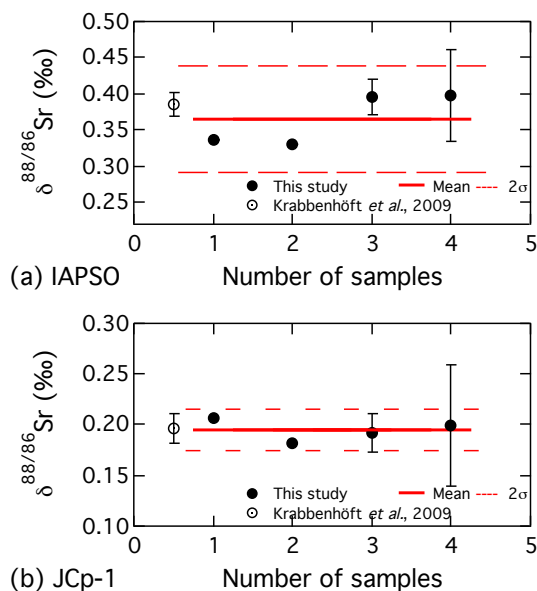 0.50
0.45
0.40
0.35
0.30
0.25
δ88/86Sr (‰)
This study Mean 2σ
Krabbenhöft et al., 2009
0 1 2 3 4 5
(a) IAPSO Number of samples
0.30
0.25
0.20
0.15
0.10
δ88/86Sr (‰)
This study Mean 2σ
Krabbenhöft et al., 2009
0 1 2 3 4 5
(b) JCp-1 Number of samples